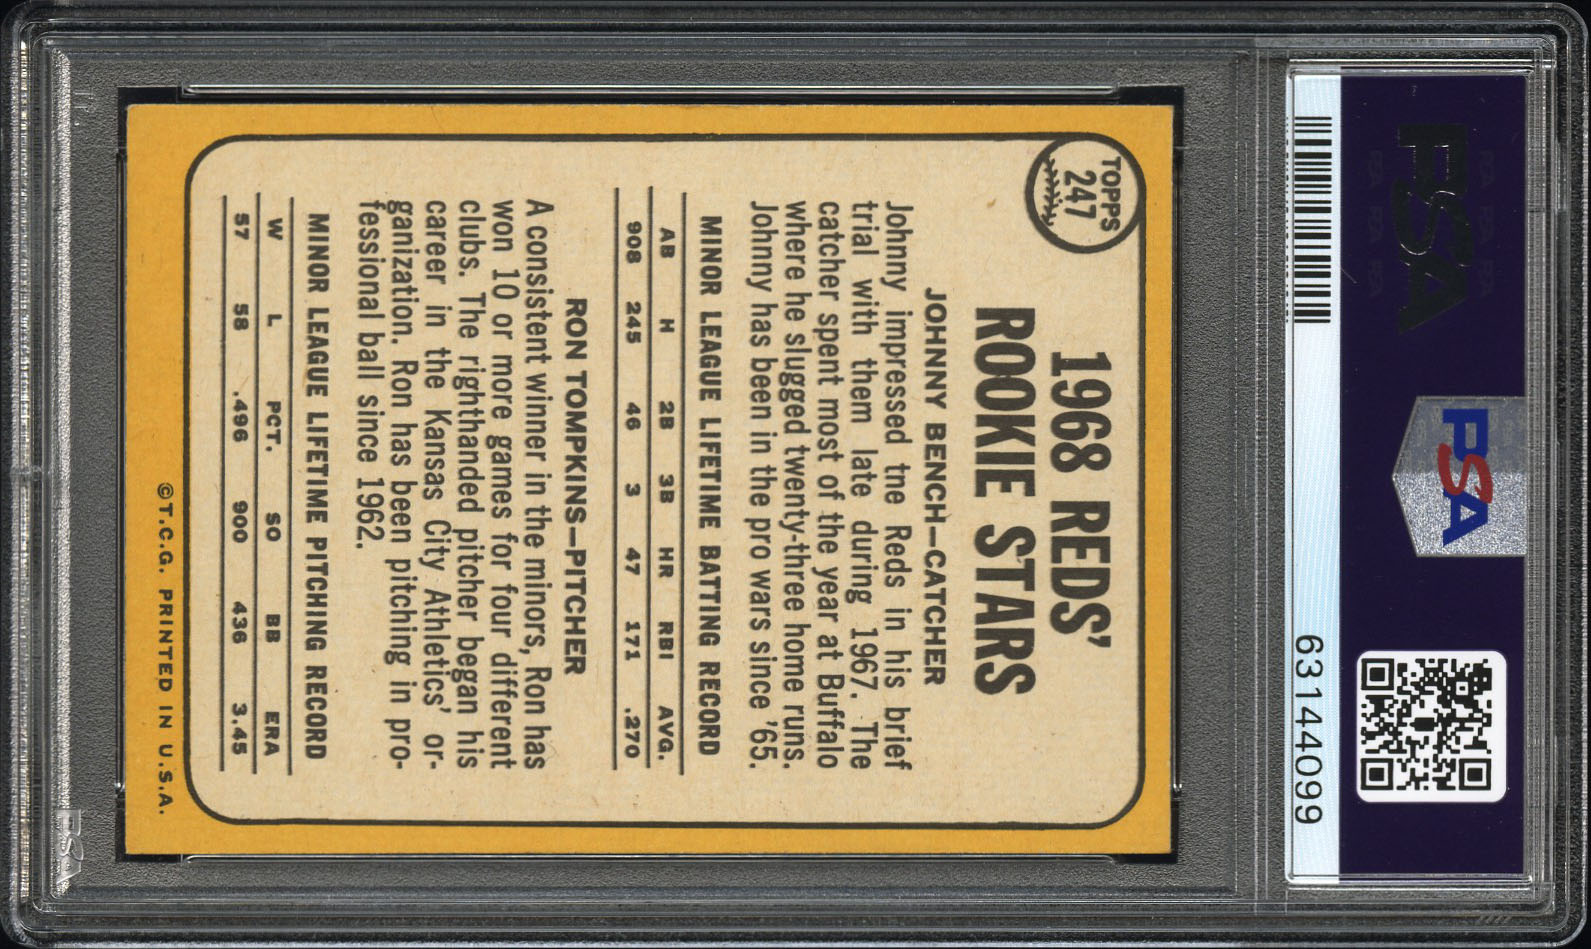 PSA
PSA
63144099
TOPPS
247
1968 REDS'
ROOKIE STARS
JOHNNY BENCH—CATCHER
Johnny impressed the Reds in his brief
trial with them late during 1967. The
catcher spent most of the year at Buffalo
where he slugged twenty-three home runs.
Johnny has been in the pro wars since '65.
MINOR LEAGUE LIFETIME BATTING RECORD
AB H 2B 3B HR RBI AVG.
908 245 46 3 47 171 .270
RON TOMPKINS—PITCHER
A consistent winner in the minors, Ron has
won 10 or more games for four different
clubs. The righthanded pitcher began his
career in the Kansas City Athletics' or-
ganization. Ron has been pitching in pro-
fessional ball since 1962.
MINOR LEAGUE LIFETIME PITCHING RECORD
W L PCT. SO BB ERA
57 58 .496 900 436 3.45
©T.C.G. PRINTED IN U.S.A.
PSA